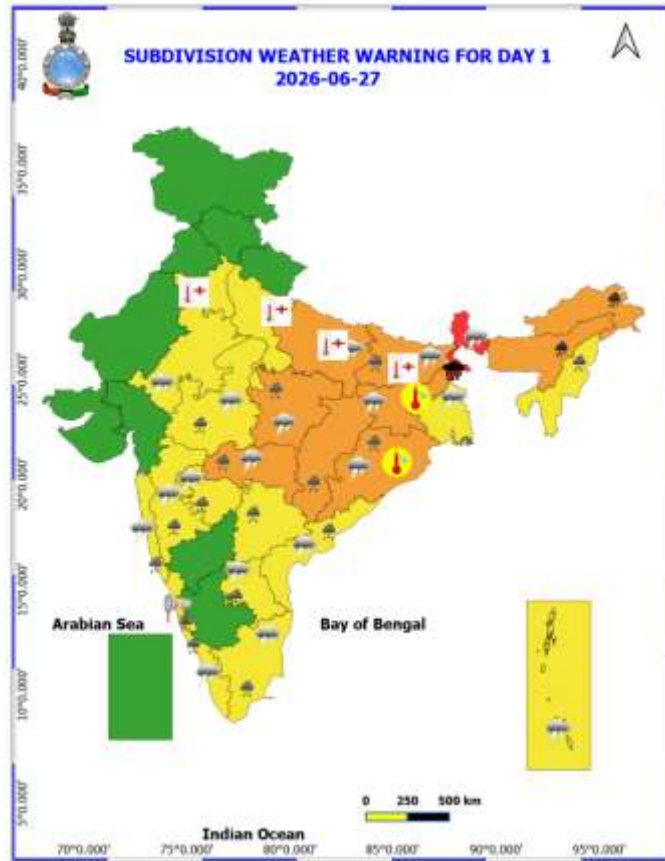 SUBDIVISION WEATHER WARNING FOR DAY 1
2026-06-27
40°0.000'
35°0.000'
30°0.000'
25°0.000'
20°0.000'
15°0.000'
10°0.000'
5°0.000'
Arabian Sea
Bay of Bengal
0 250 500 km
Indian Ocean
70°0.000' 75°0.000' 80°0.000' 85°0.000' 90°0.000' 95°0.000'